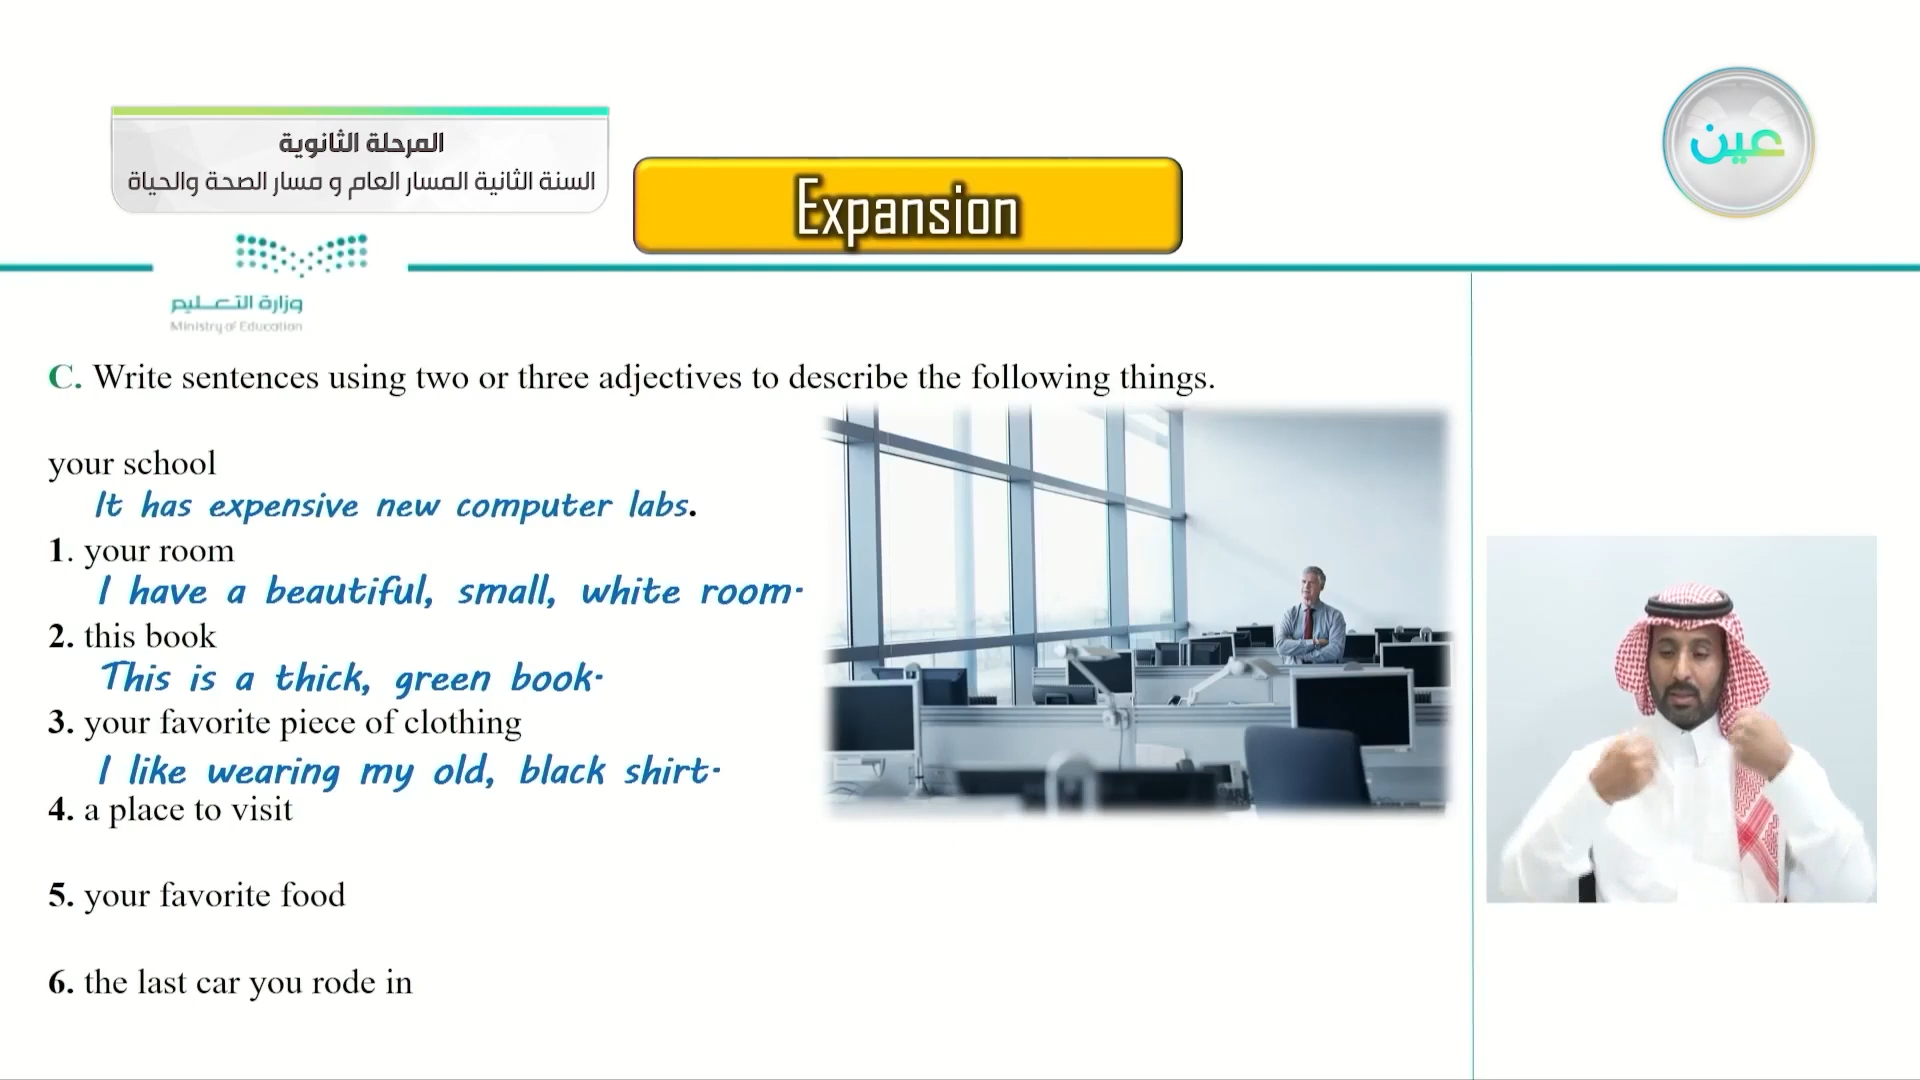 المرحلة الثانوية
السنة الثانية المسار العام و مسار الصحة والحياة
عين
Expansion
وزارة التعليم
Ministry of Education
C. Write sentences using two or three adjectives to describe the following things.
your school
It has expensive new computer labs.
1. your room
I have a beautiful, small, white room.
2. this book
This is a thick, green book.
3. your favorite piece of clothing
I like wearing my old, black shirt.
4. a place to visit
5. your favorite food
6. the last car you rode in